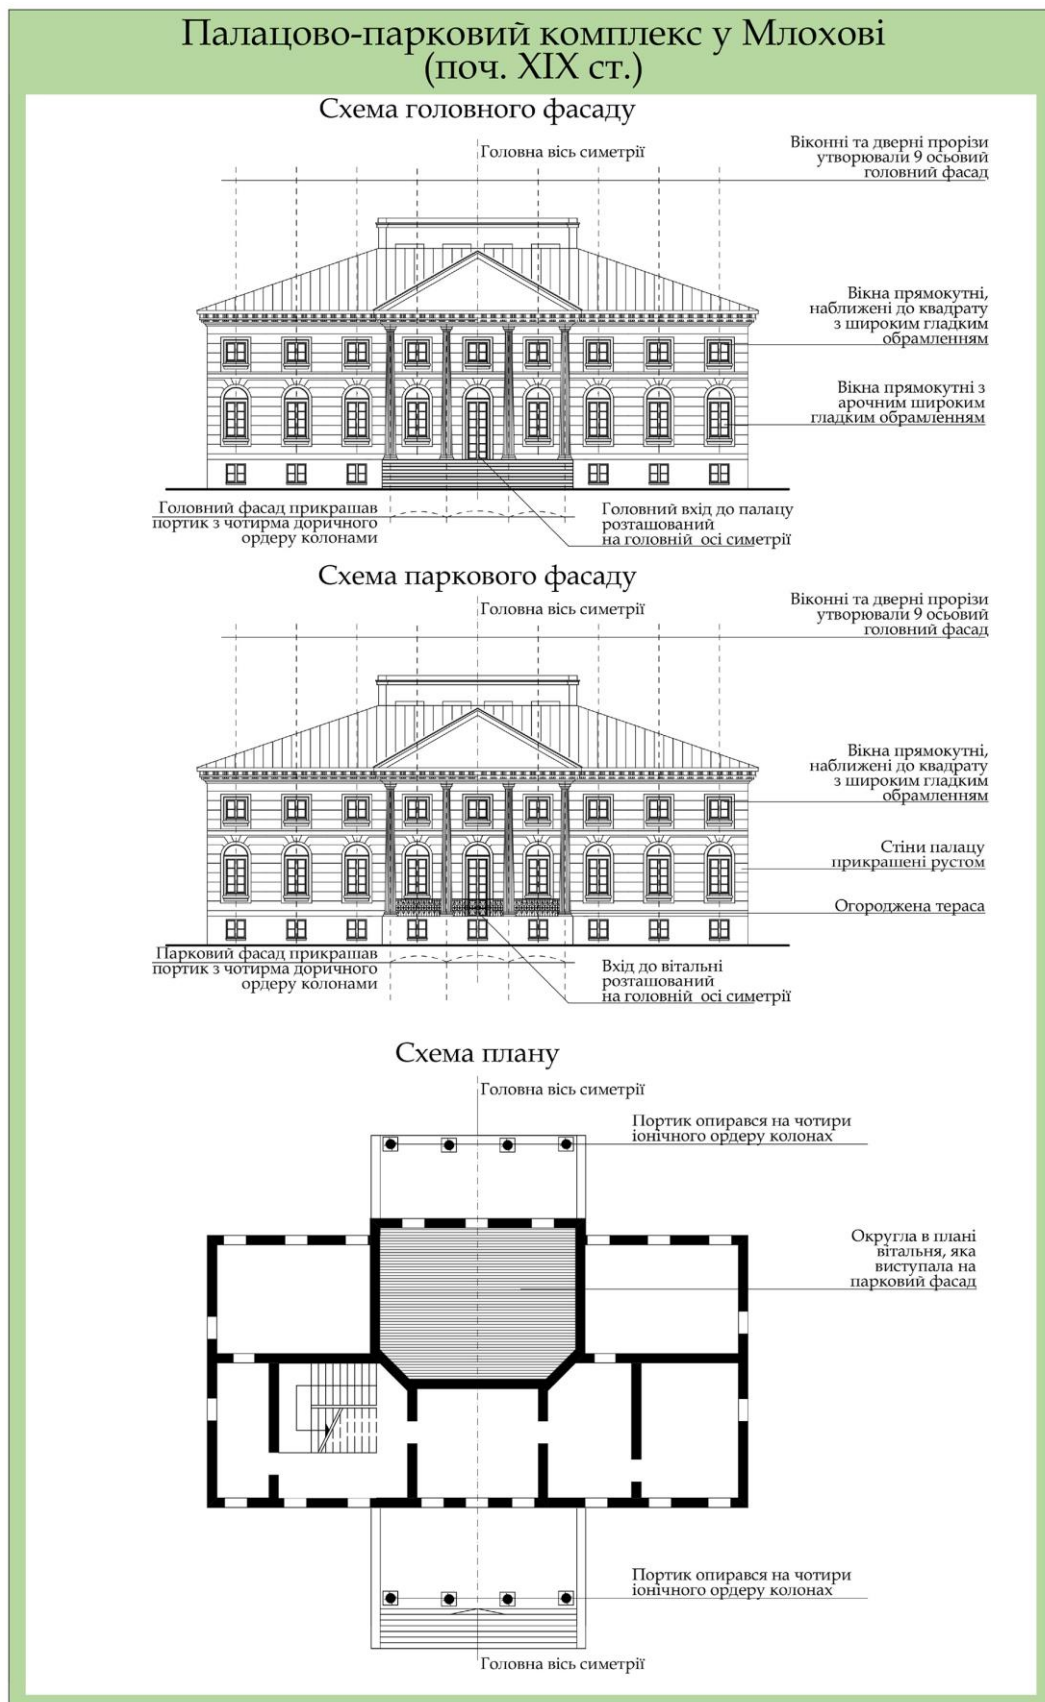 Палацово-парковий комплекс у Млохові
(поч. XIX ст.)
Схема головного фасаду
Головна вісь симетрії
Віконні та дверні прорізи
утворювали 9 осьовий
головний фасад
Вікна прямокутні,
наближені до квадрату
з широким гладким
обрамленням
Вікна прямокутні з
арочним широким
гладким обрамленням
Головний фасад прикрашав
портик з чотирма доричного
ордеру колонами
Головний вхід до палацу
розташований
на головній осі симетрії
Схема паркового фасаду
Головна вісь симетрії
Віконні та дверні прорізи
утворювали 9 осьовий
головний фасад
Вікна прямокутні,
наближені до квадрату
з широким гладким
обрамленням
Стіни палацу
прикрашені рустом
Огороджена тераса
Парковий фасад прикрашав
портик з чотирма доричного
ордеру колонами
Вхід до вітальні
розташований
на головній осі симетрії
Схема плану
Головна вісь симетрії
Портик опирався на чотири
іонічного ордеру колонах
Округла в плані
вітальня, яка
виступала на
парковий фасад
Портик опирався на чотири
іонічного ордеру колонах
Головна вісь симетрії